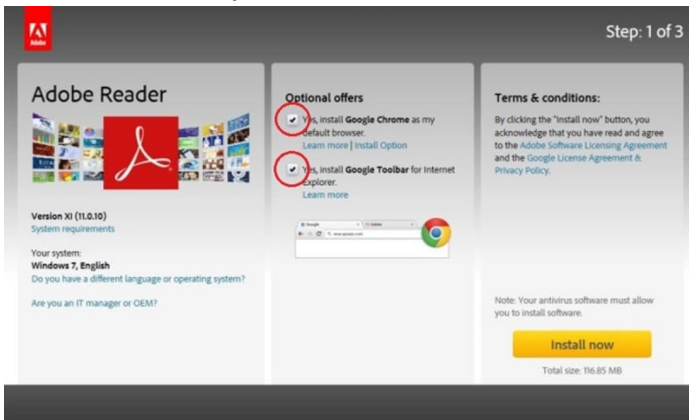 Adobe
Step: 1 of 3
Adobe Reader
Version XI (11.0.10)
System requirements
Your system:
Windows 7, English
Do you have a different language or operating system?
Are you an IT manager or OEM?
Optional offers
Yes, install Google Chrome as my
default browser.
Learn more | Install Option
Yes, install Google Toolbar for Internet
Explorer.
Learn more
Google
Terms & conditions:
By clicking the "Install now" button, you
acknowledge that you have read and agree
to the Adobe Software Licensing Agreement
and the Google License Agreement &
Privacy Policy.
Note: Your antivirus software must allow
you to install software.
Install now
Total size: 116.85 MB